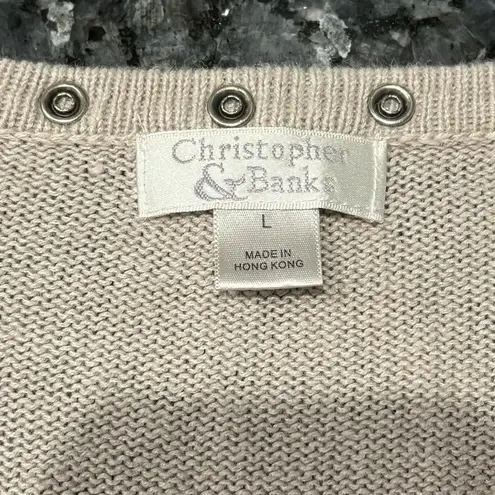 Christopher
& Banks
L
MADE IN
HONG KONG